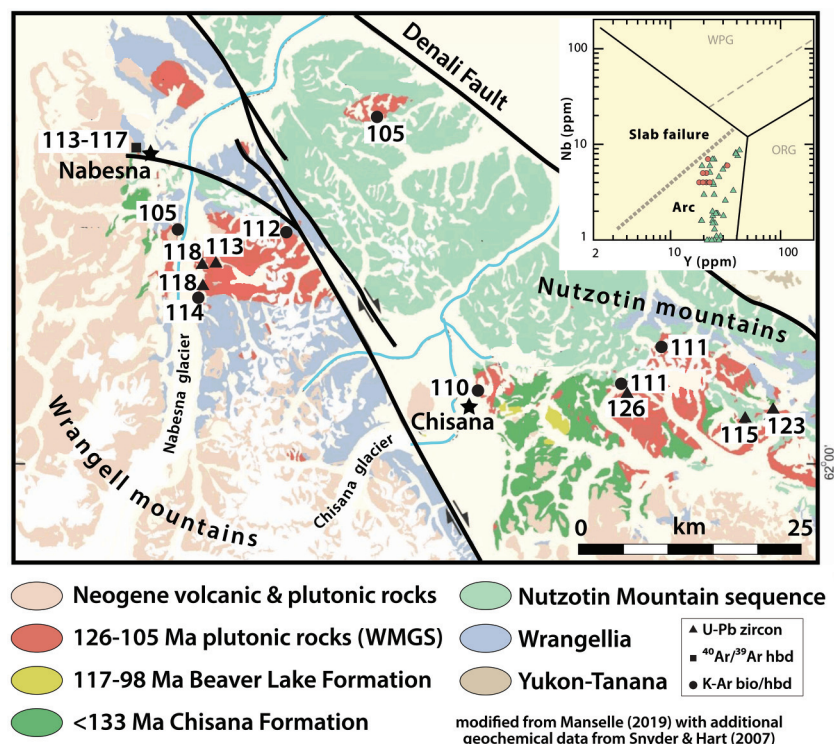 Denali Fault
100
WPG
Slab failure
ORG
10
Nb (ppm)
Arc
1
2
10
100
Y (ppm)
105
113-117
Nabesna
105
118
113
112
118
114
Nutzotin mountains
111
111
126
115
123
110
Chisana
Nabesna glacier
Wrangell mountains
Chisana glacier
62°00'
0 km 25
Neogene volcanic & plutonic rocks
126-105 Ma plutonic rocks (WMGS)
117-98 Ma Beaver Lake Formation
<133 Ma Chisana Formation
Nutzotin Mountain sequence
Wrangellia
Yukon-Tanana
U-Pb zircon
⁴⁰Ar/³⁹Ar hbd
K-Ar bio/hbd
modified from Manselle (2019) with additional
geochemical data from Snyder & Hart (2007)